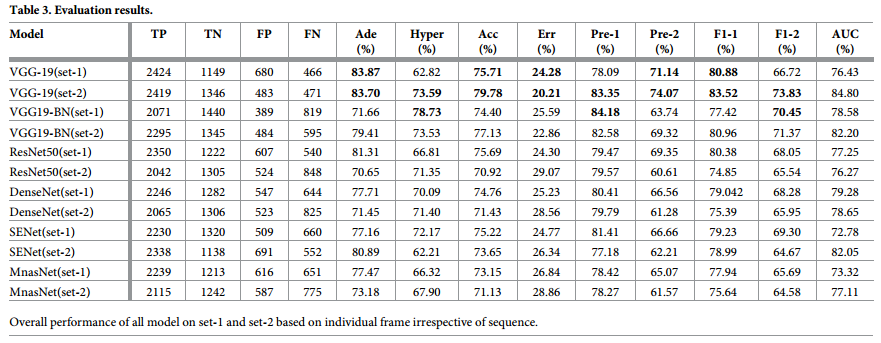 Table 3. Evaluation results.
Model TP TN FP FN Ade (%) Hyper (%) Acc (%) Err (%) Pre-1 (%) Pre-2 (%) F1-1 (%) F1-2 (%) AUC (%)
VGG-19(set-1) 2424 1149 680 466 83.87 62.82 75.71 24.28 78.09 71.14 80.88 66.72 76.43
VGG-19(set-2) 2419 1346 483 471 83.70 73.59 79.78 20.21 83.35 74.07 83.52 73.83 84.80
VGG19-BN(set-1) 2071 1440 389 819 71.66 78.73 74.40 25.59 84.18 63.74 77.42 70.45 78.58
VGG19-BN(set-2) 2295 1345 484 595 79.41 73.53 77.13 22.86 82.58 69.32 80.96 71.37 82.20
ResNet50(set-1) 2350 1222 607 540 81.31 66.81 75.69 24.30 79.47 69.35 80.38 68.05 77.25
ResNet50(set-2) 2042 1305 524 848 70.65 71.35 70.92 29.07 79.57 60.61 74.85 65.54 76.27
DenseNet(set-1) 2246 1282 547 644 77.71 70.09 74.76 25.23 80.41 66.56 79.042 68.28 79.28
DenseNet(set-2) 2065 1306 523 825 71.45 71.40 71.43 28.56 79.79 61.28 75.39 65.95 78.65
SENet(set-1) 2230 1320 509 660 77.16 72.17 75.22 24.77 81.41 66.66 79.23 69.30 72.78
SENet(set-2) 2338 1138 691 552 80.89 62.21 73.65 26.34 77.18 62.21 78.99 64.67 82.05
MnasNet(set-1) 2239 1213 616 651 77.47 66.32 73.15 26.84 78.42 65.07 77.94 65.69 73.32
MnasNet(set-2) 2115 1242 587 775 73.18 67.90 71.13 28.86 78.27 61.57 75.64 64.58 77.11
Overall performance of all model on set-1 and set-2 based on individual frame irrespective of sequence.